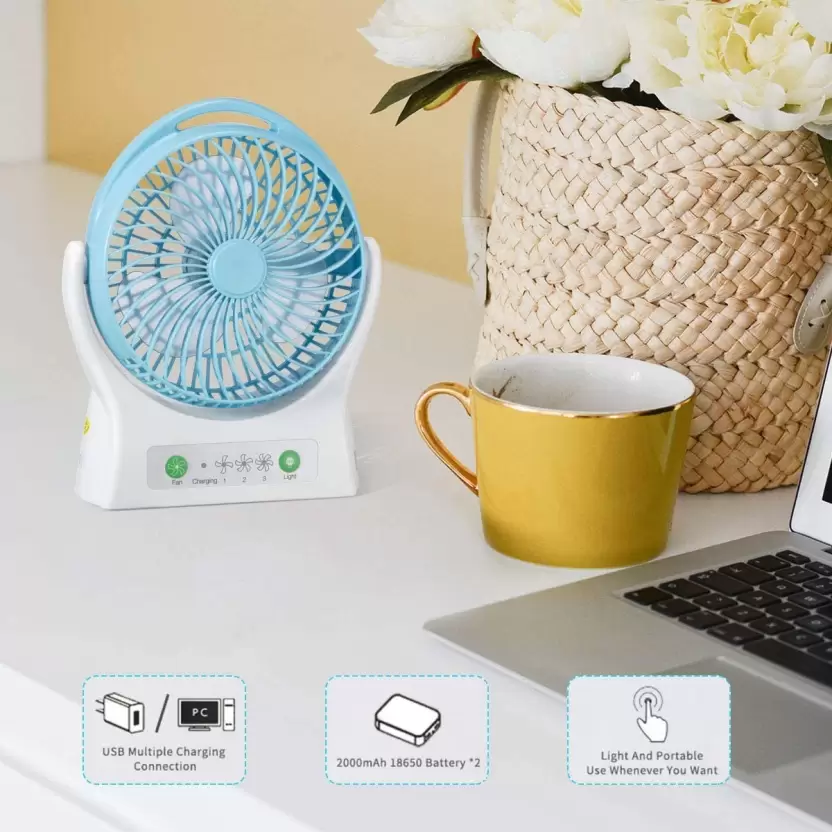 Fan Charging 1 2 3 Light
PC
USB Multiple Charging
Connection
2000mAh 18650 Battery *2
Light And Portable
Use Whenever You Want